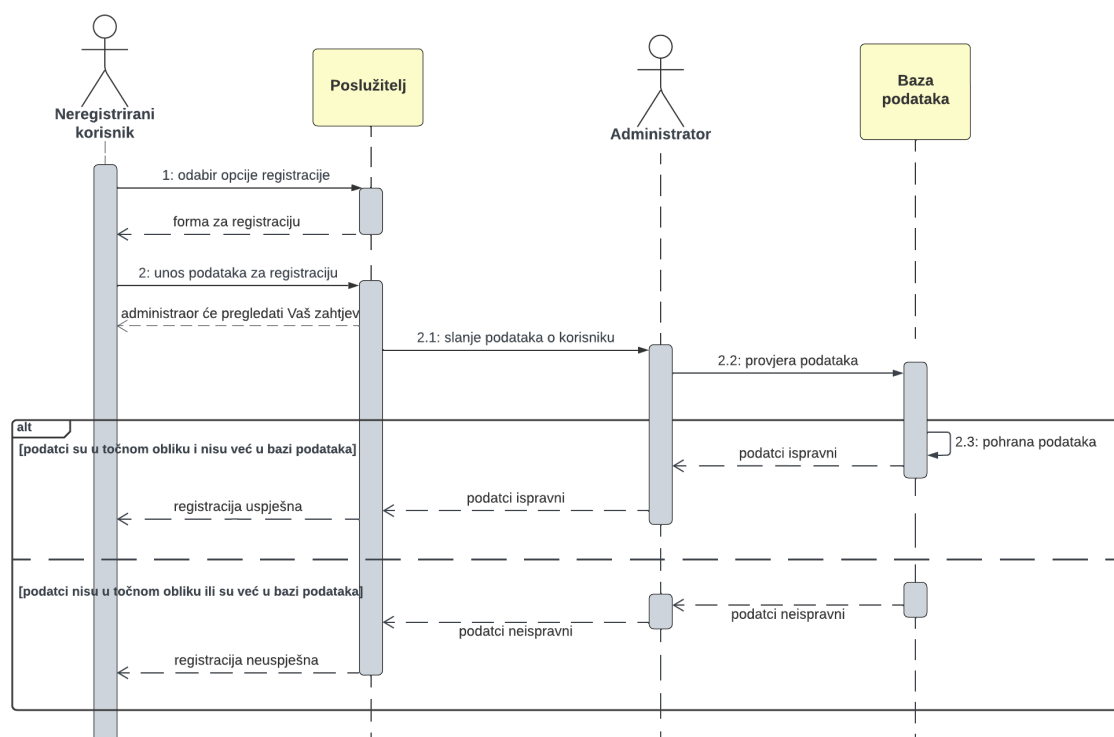 Neregistrirani
korisnik
Poslužitelj
Administrator
Baza
podataka
1: odabir opcije registracije
forma za registraciju
2: unos podataka za registraciju
administraor će pregledati Vaš zahtjev
2.1: slanje podataka o korisniku
2.2: provjera podataka
alt
[podatci su u točnom obliku i nisu već u bazi podataka]
2.3: pohrana podataka
podatci ispravni
podatci ispravni
registracija uspješna
[podatci nisu u točnom obliku ili su već u bazi podataka]
podatci neispravni
podatci neispravni
registracija neuspješna